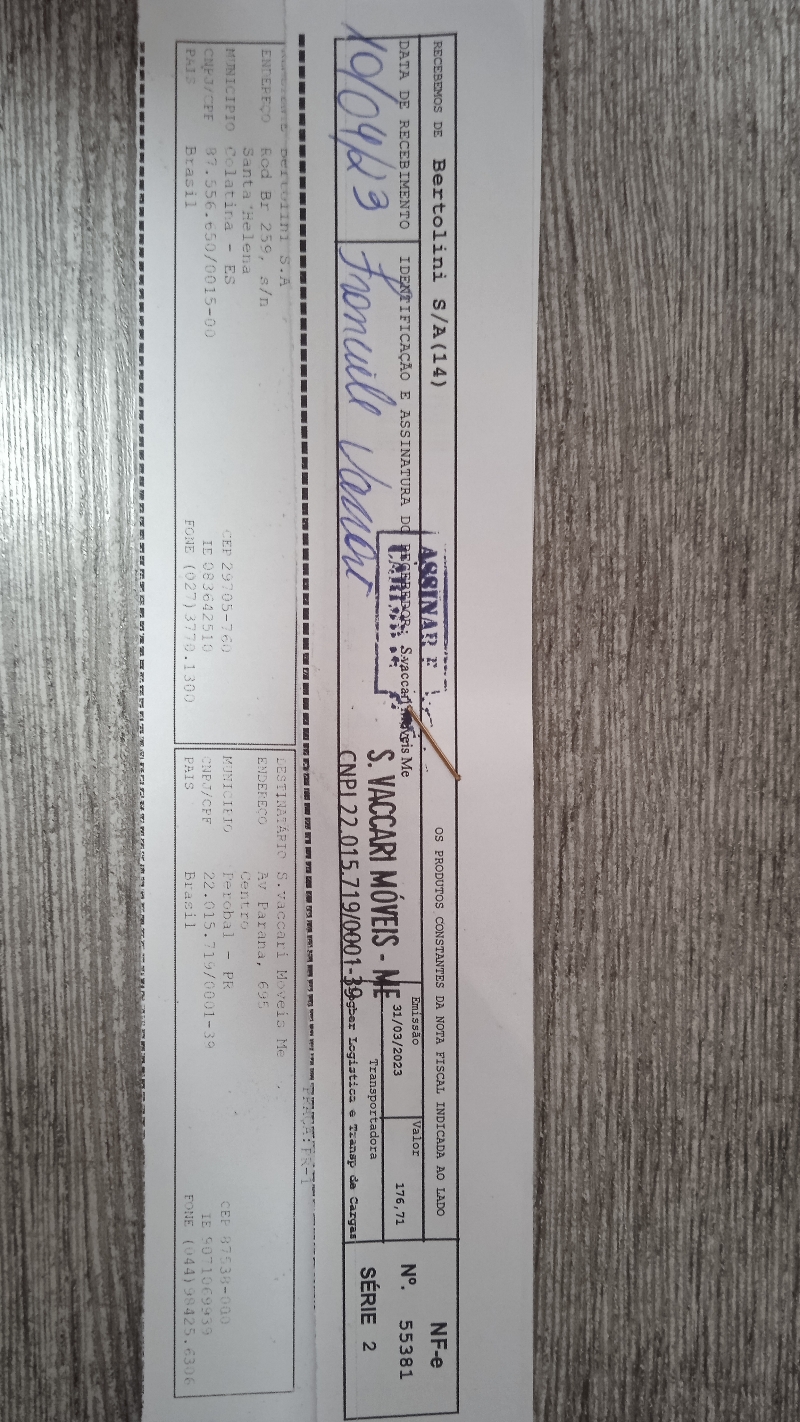 RECEBEMOS DE Bertolini S/A(14) OS PRODUTOS CONSTANTES DA NOTA FISCAL INDICADA AO LADO
NF-e
Nº. 55381
SÉRIE 2
DATA DE RECEBIMENTO
10/04/23
IDENTIFICAÇÃO E ASSINATURA DO RECEBEDOR: S.vaccari Móveis Me
ASSINAR E
S. VACCARI MÓVEIS - ME
CNPJ 22.015.719/0001-39
Emissão
31/03/2023
Valor
176,71
Transportadora
Logística e Transp de Cargas
S.A
ENDEREÇO Rod Br 259, s/n
Santa Helena
MUNICIPIO Colatina - ES
CEP 29705-760
CNPJ/CPF 87.556.650/0015-00
IE 083642510
PAIS Brasil
FONE (027)3770.1300
DESTINATÁRIO S.vaccari Moveis Me
ENDEREÇO Av Parana, 695
Centro
MUNICIPIO Perobal - PR
CEP 87538-000
CNPJ/CPF 22.015.719/0001-39
IE 9071069939
PAIS Brasil
FONE (044)98425.6306